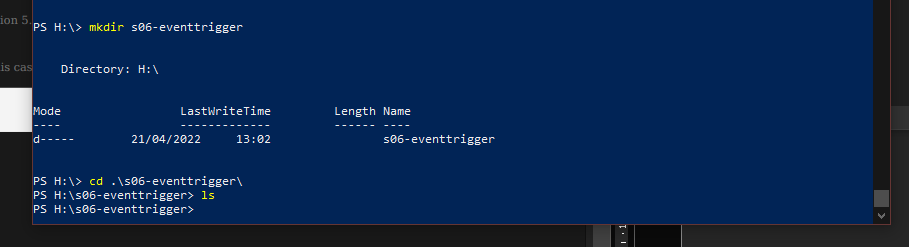 ion 5.
PS H:\> mkdir s06-eventtrigger
is cas
Directory: H:\
Mode LastWriteTime Length Name
---- ------------- ------ ----
d----- 21/04/2022 13:02 s06-eventtrigger
PS H:\> cd .\s06-eventtrigger\
PS H:\s06-eventtrigger> ls
PS H:\s06-eventtrigger>